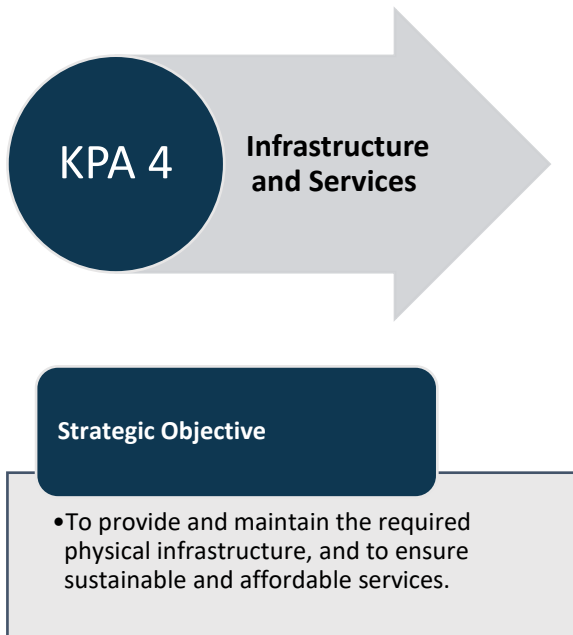 KPA 4
Infrastructure
and Services
Strategic Objective
•To provide and maintain the required
physical infrastructure, and to ensure
sustainable and affordable services.